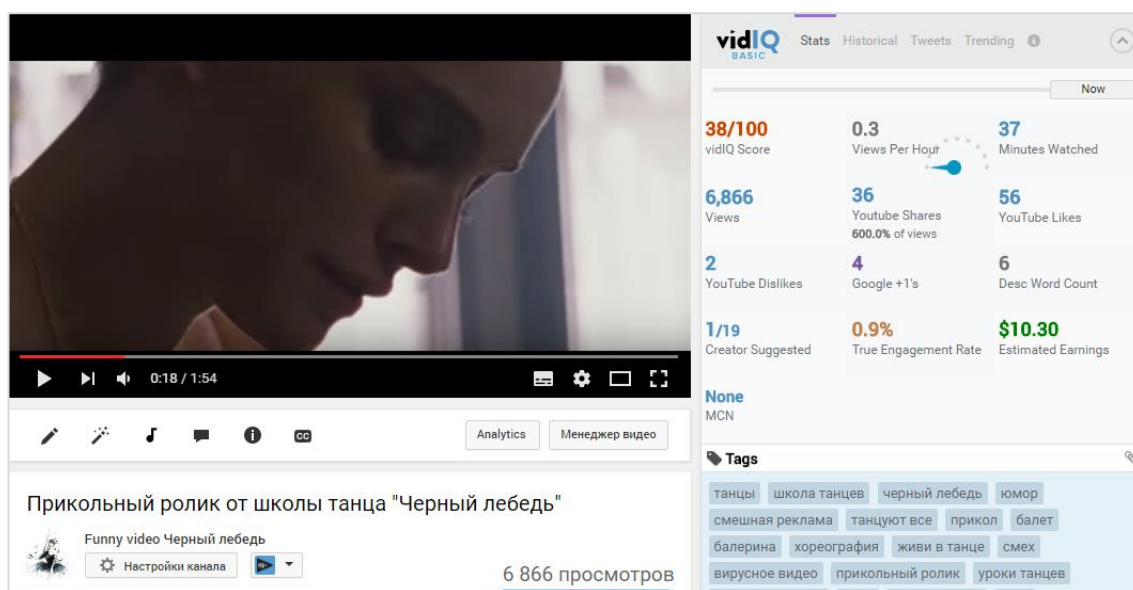 vidIQ
BASIC
Stats Historical Tweets Trending
Now
38/100
vidIQ Score
0.3
Views Per Hour
37
Minutes Watched
6,866
Views
36
Youtube Shares
600.0% of views
56
YouTube Likes
2
YouTube Dislikes
4
Google +1's
6
Desc Word Count
1/19
Creator Suggested
0.9%
True Engagement Rate
$10.30
Estimated Earnings
None
MCN
Tags
танцы школа танцев черный лебедь юмор
смешная реклама танцуют все прикол балет
балерина хореография живи в танце смех
вирусное видео прикольный ролик уроки танцев
0:18 / 1:54
CC
Analytics Менеджер видео
Прикольный ролик от школы танца "Черный лебедь"
Funny video Черный лебедь
Настройки канала
6 866 просмотров